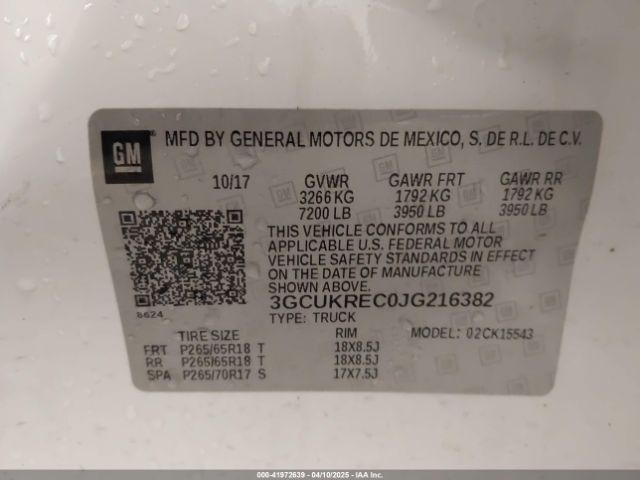 GM
MFD BY GENERAL MOTORS DE MEXICO, S. DE R.L. DE C.V.
10/17 GVWR GAWR FRT GAWR RR
3266 KG 1792 KG 1792 KG
7200 LB 3950 LB 3950 LB
THIS VEHICLE CONFORMS TO ALL
APPLICABLE U.S. FEDERAL MOTOR
VEHICLE SAFETY STANDARDS IN EFFECT
ON THE DATE OF MANUFACTURE
SHOWN ABOVE.
3GCUKREC0JG216382
8624
TYPE: TRUCK
TIRE SIZE RIM MODEL: 02CK15543
FRT P265/65R18 T 18X8.5J
RR P265/65R18 T 18X8.5J
SPA P265/70R17 S 17X7.5J
000-41972639 - 04/10/2025 - IAA Inc.